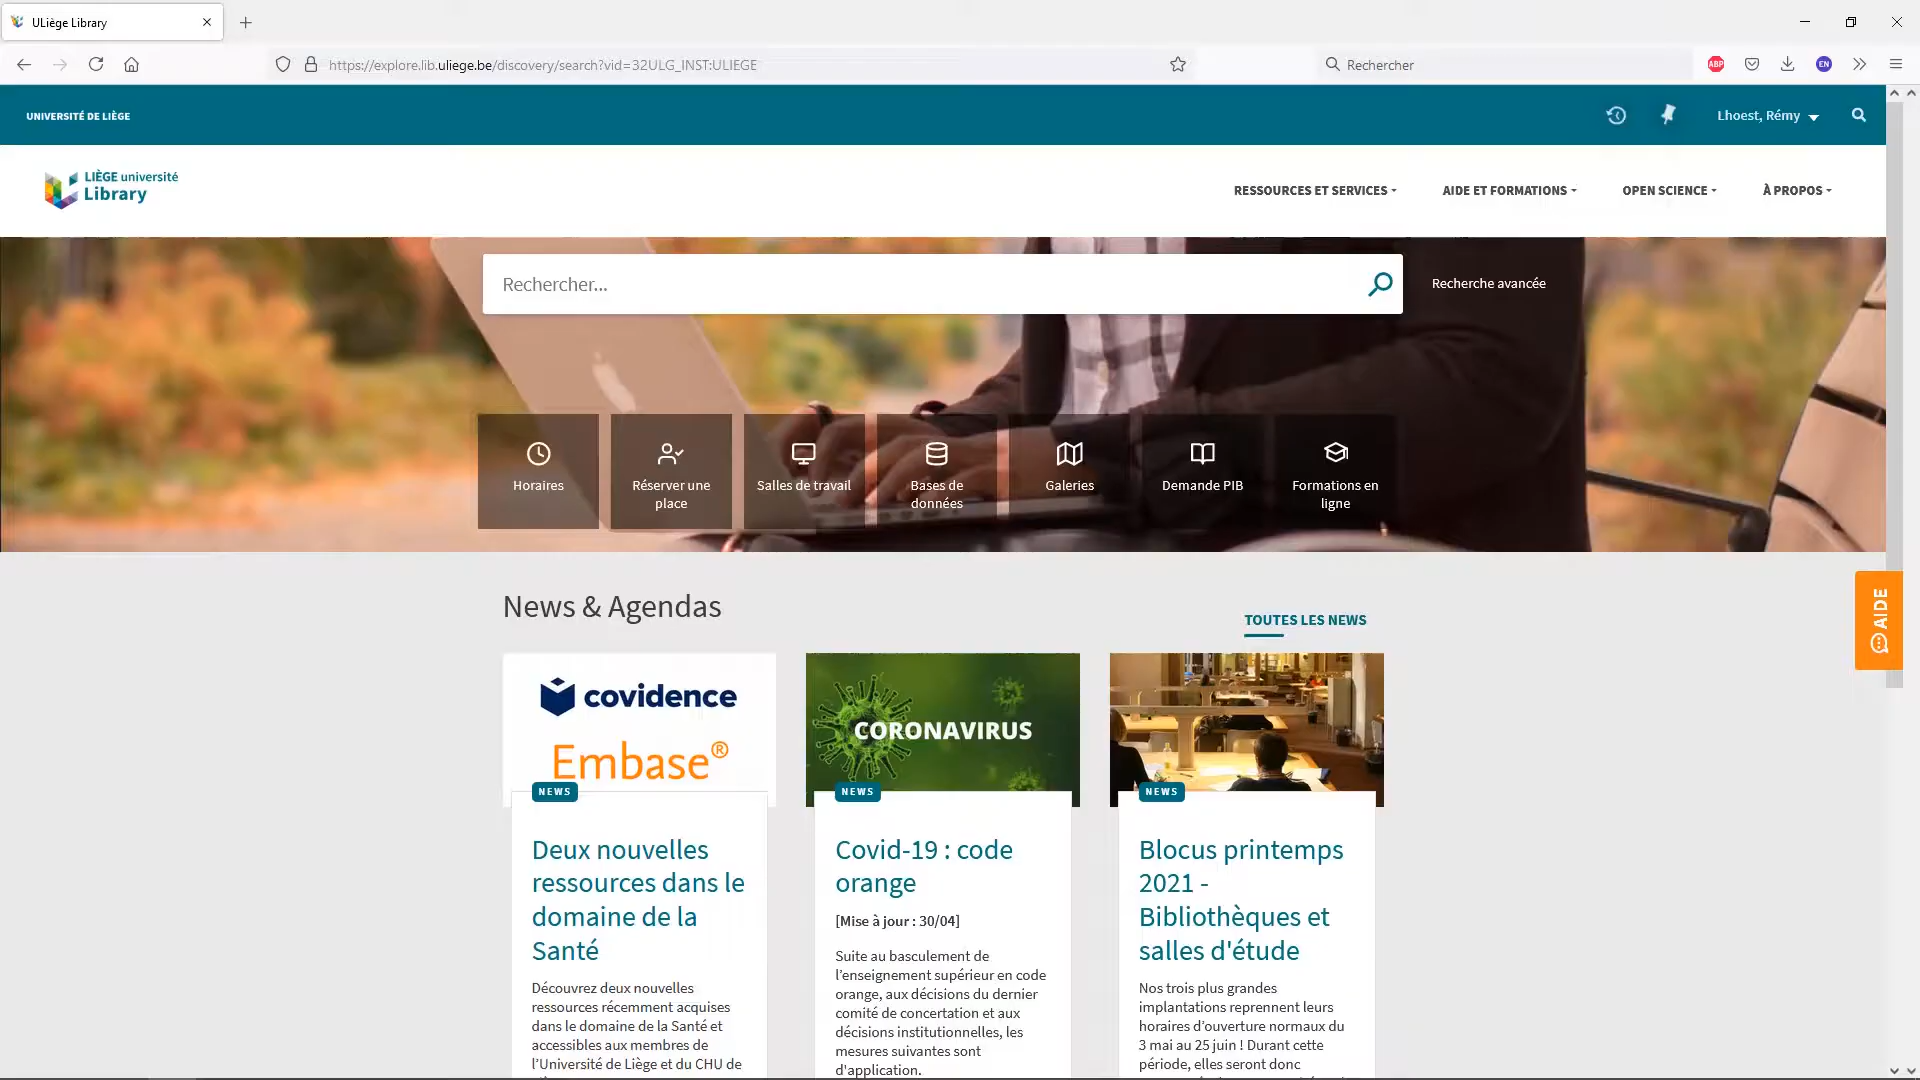 ULiège Library
https://explore.lib.uliege.be/discovery/search?vid=32ULG_INST:ULIEGE
Rechercher
ABP
EN
UNIVERSITÉ DE LIÈGE
Lhoest, Rémy
LIÈGE université
Library
RESSOURCES ET SERVICES
AIDE ET FORMATIONS
OPEN SCIENCE
À PROPOS
Rechercher...
Recherche avancée
Horaires
Réserver une
place
Salles de travail
Bases de
données
Galeries
Demande PIB
Formations en
ligne
AIDE
News & Agendas
TOUTES LES NEWS
covidence
Embase®
NEWS
Deux nouvelles
ressources dans le
domaine de la
Santé
Découvrez deux nouvelles
ressources récemment acquises
dans le domaine de la Santé et
accessibles aux membres de
l'Université de Liège et du CHU de
CORONAVIRUS
NEWS
Covid-19 : code
orange
[Mise à jour : 30/04]
Suite au basculement de
l'enseignement supérieur en code
orange, aux décisions du dernier
comité de concertation et aux
décisions institutionnelles, les
mesures suivantes sont
d'application.
NEWS
Blocus printemps
2021 -
Bibliothèques et
salles d'étude
Nos trois plus grandes
implantations reprennent leurs
horaires d'ouverture normaux du
3 mai au 25 juin ! Durant cette
période, elles seront donc